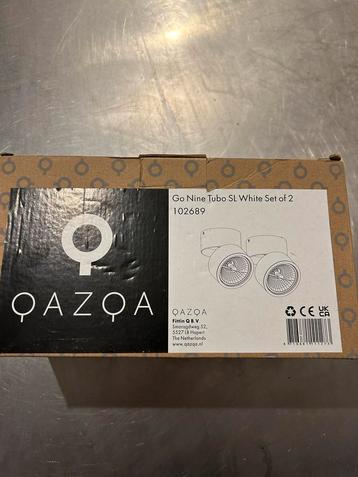 QAZQA
Go Nine Tubo SL White Set of 2
102689
QAZQA
Fittin Q B.V.
Smaragdweg 52,
5527 LB Hapert
The Netherlands
www.qazqa.nl
CE
UK
CA